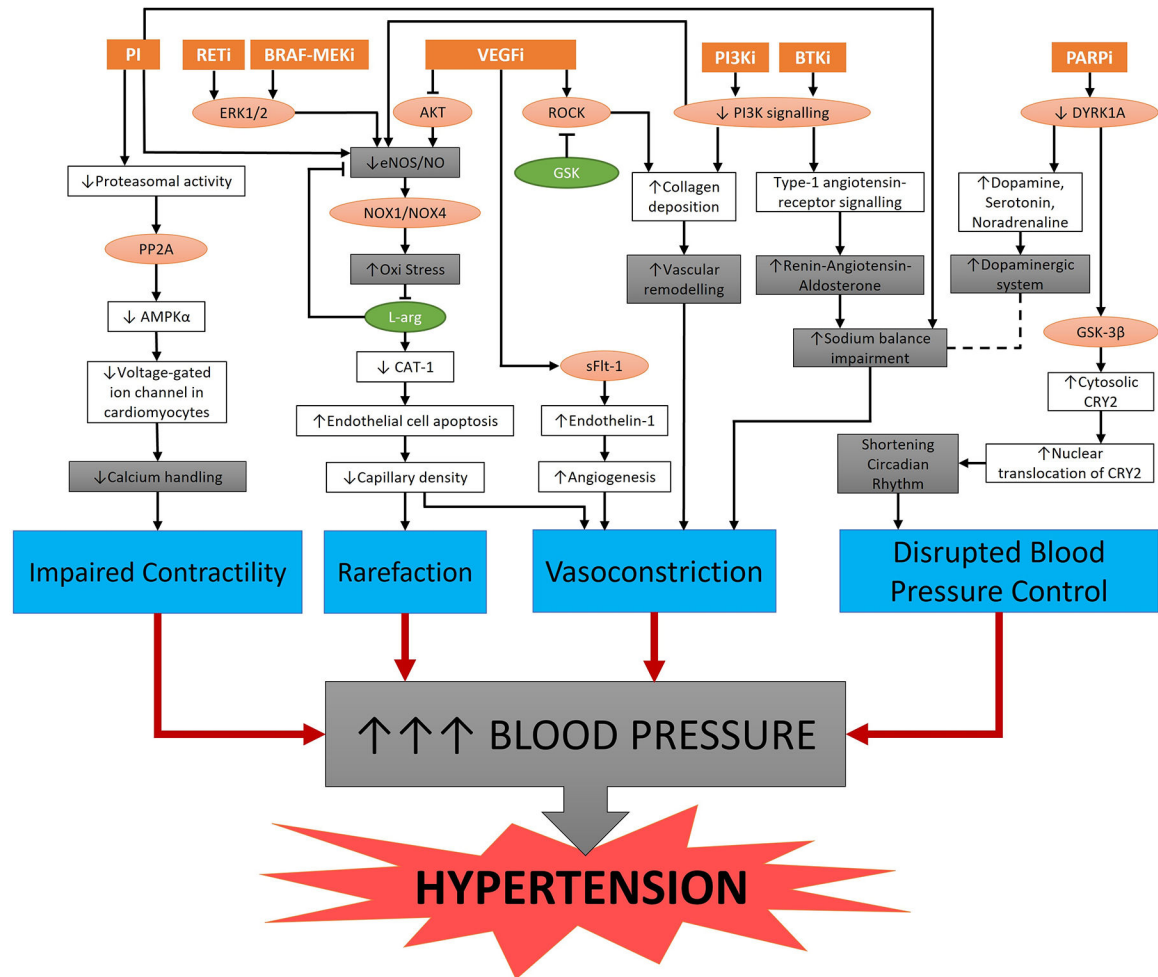 PI
RETi
BRAF-MEKi
VEGFi
PI3Ki
BTKi
PARPi
ERK1/2
AKT
ROCK
↓ PI3K signalling
↓ DYRK1A
↓eNOS/NO
GSK
↓Proteasomal activity
↑Collagen
deposition
Type-1 angiotensin-
receptor signalling
↑Dopamine,
Serotonin,
Noradrenaline
NOX1/NOX4
PP2A
↑Oxi Stress
↑Vascular
remodelling
↑Renin-Angiotensin-
Aldosterone
↑Dopaminergic
system
↓ AMPKα
L-arg
↑Sodium balance
impairment
GSK-3β
↓Voltage-gated
ion channel in
cardiomyocytes
↓ CAT-1
sFlt-1
↑Cytosolic
CRY2
↑Endothelial cell apoptosis
↑Endothelin-1
Shortening
Circadian
Rhythm
↑Nuclear
translocation of CRY2
↓Calcium handling
↓Capillary density
↑Angiogenesis
Impaired Contractility
Rarefaction
Vasoconstriction
Disrupted Blood
Pressure Control
↑↑↑ BLOOD PRESSURE
HYPERTENSION